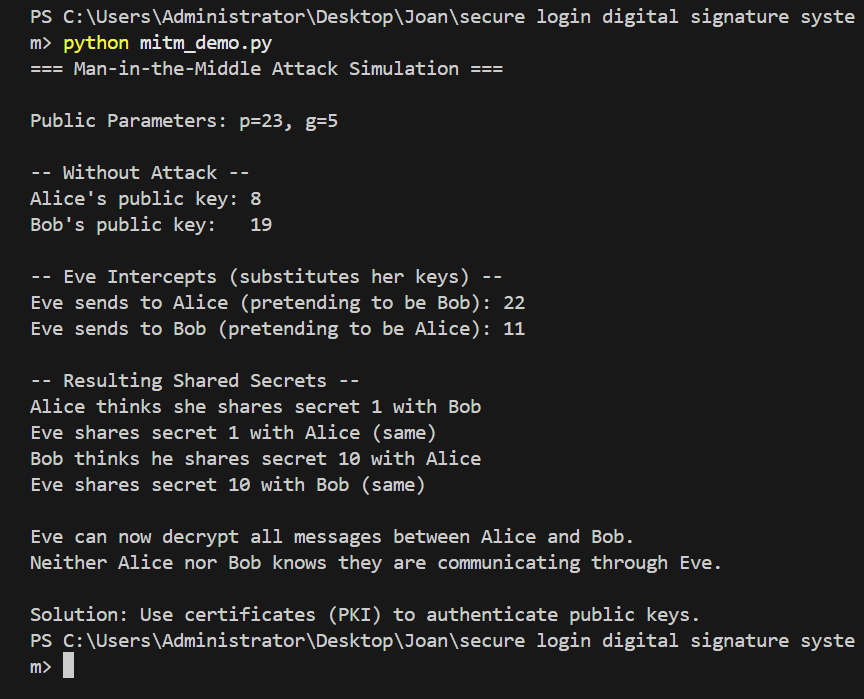 PS C:\Users\Administrator\Desktop\Joan\secure login digital signature syste
m> python mitm_demo.py
=== Man-in-the-Middle Attack Simulation ===
Public Parameters: p=23, g=5
-- Without Attack --
Alice's public key: 8
Bob's public key:   19
-- Eve Intercepts (substitutes her keys) --
Eve sends to Alice (pretending to be Bob): 22
Eve sends to Bob (pretending to be Alice): 11
-- Resulting Shared Secrets --
Alice thinks she shares secret 1 with Bob
Eve shares secret 1 with Alice (same)
Bob thinks he shares secret 10 with Alice
Eve shares secret 10 with Bob (same)
Eve can now decrypt all messages between Alice and Bob.
Neither Alice nor Bob knows they are communicating through Eve.
Solution: Use certificates (PKI) to authenticate public keys.
PS C:\Users\Administrator\Desktop\Joan\secure login digital signature syste
m>